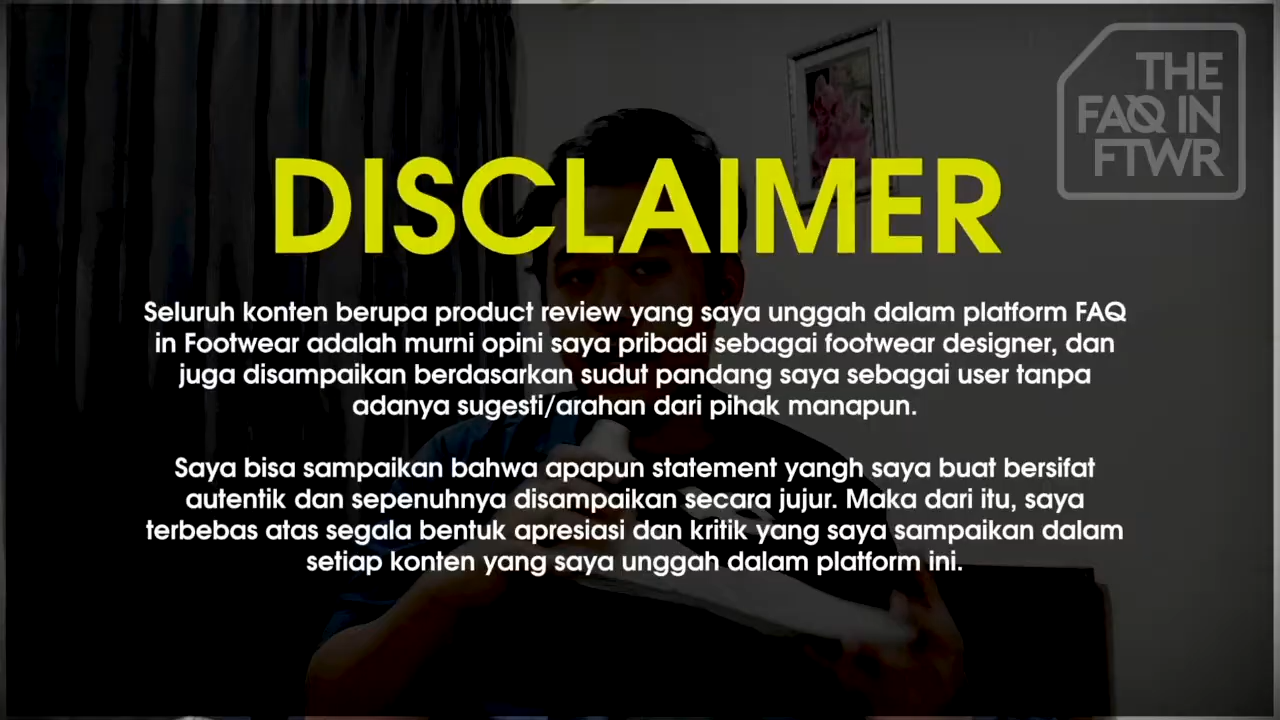 THE
FAQ IN
FTWR
DISCLAIMER
Seluruh konten berupa product review yang saya unggah dalam platform FAQ
in Footwear adalah murni opini saya pribadi sebagai footwear designer, dan
juga disampaikan berdasarkan sudut pandang saya sebagai user tanpa
adanya sugesti/arahan dari pihak manapun.
Saya bisa sampaikan bahwa apapun statement yangh saya buat bersifat
autentik dan sepenuhnya disampaikan secara jujur. Maka dari itu, saya
terbebas atas segala bentuk apresiasi dan kritik yang saya sampaikan dalam
setiap konten yang saya unggah dalam platform ini.